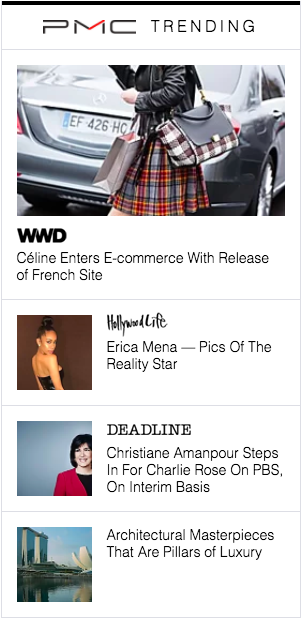 PMC TRENDING
EF·426·HC
WWD
Céline Enters E-commerce With Release
of French Site
HollywoodLife
Erica Mena — Pics Of The
Reality Star
DEADLINE
Christiane Amanpour Steps
In For Charlie Rose On PBS,
On Interim Basis
Architectural Masterpieces
That Are Pillars of Luxury